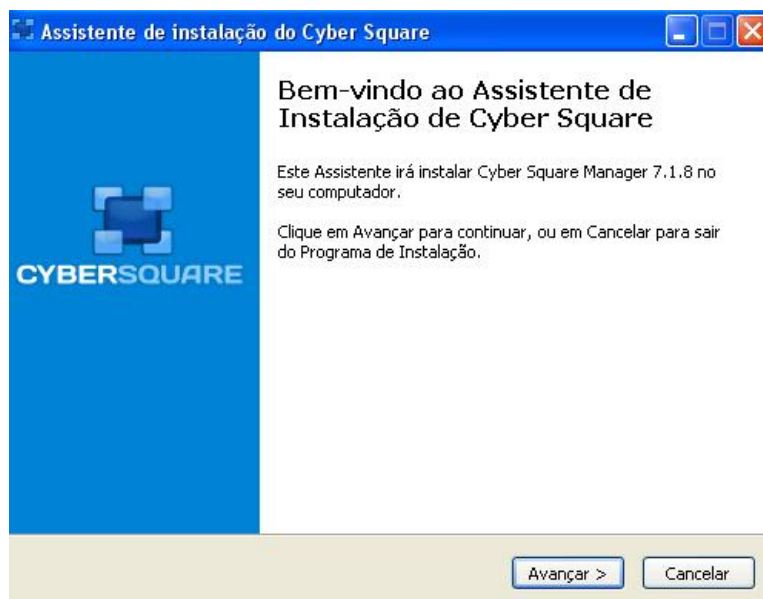 Assistente de instalação do Cyber Square
Bem-vindo ao Assistente de
Instalação de Cyber Square
Este Assistente irá instalar Cyber Square Manager 7.1.8 no
seu computador.
Clique em Avançar para continuar, ou em Cancelar para sair
do Programa de Instalação.
CYBERSQUARE
Avançar >
Cancelar